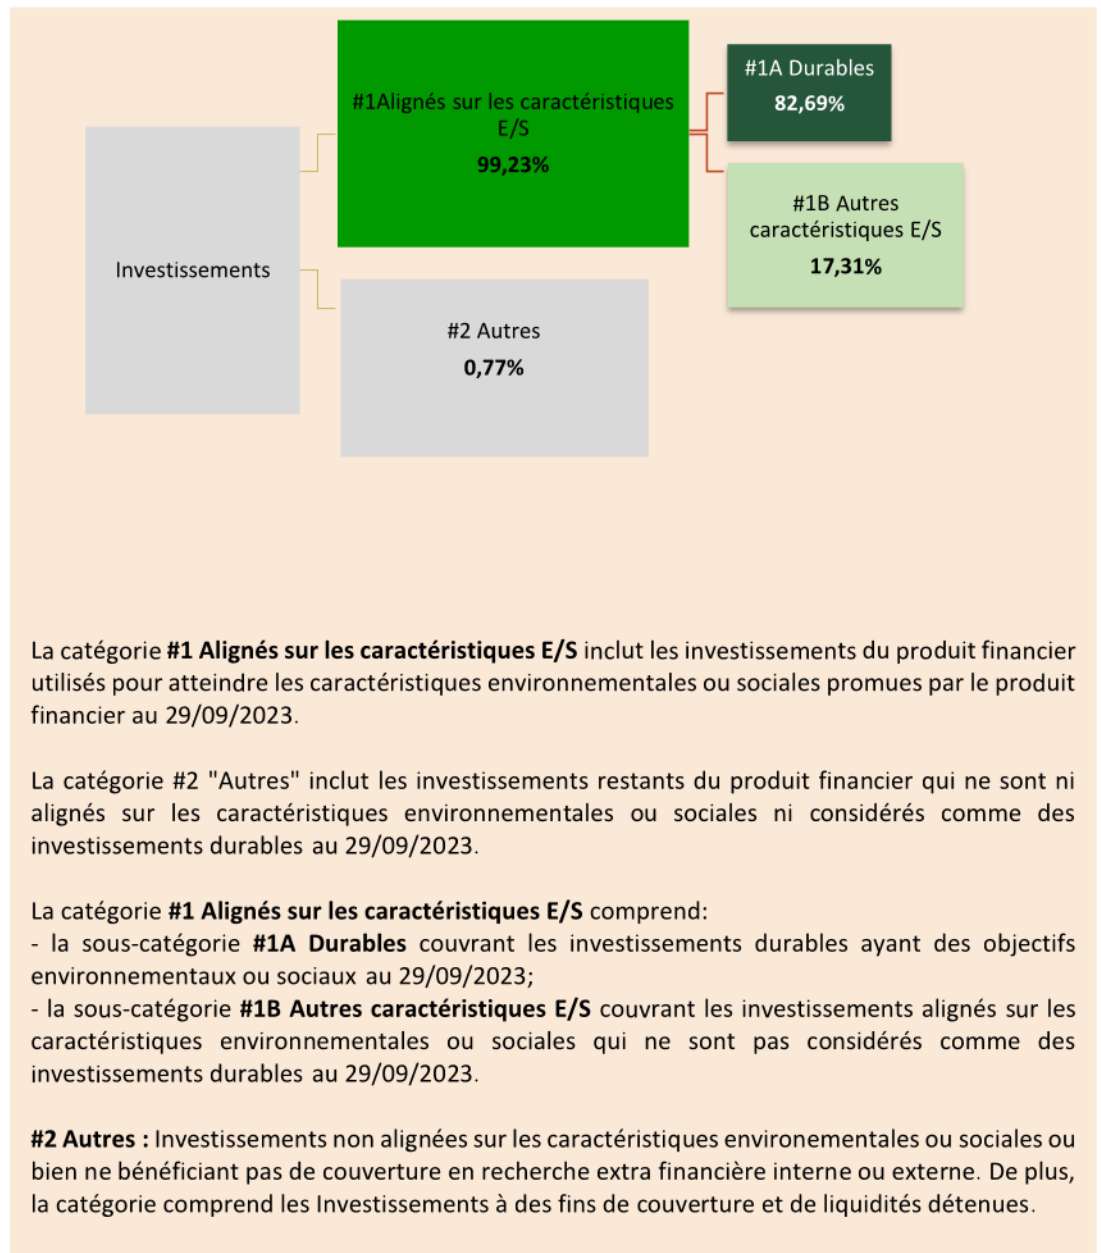 #1A Durables
82,69%
#1Alignés sur les caractéristiques
E/S
99,23%
#1B Autres
caractéristiques E/S
17,31%
Investissements
#2 Autres
0,77%
La catégorie #1 Alignés sur les caractéristiques E/S inclut les investissements du produit financier
utilisés pour atteindre les caractéristiques environnementales ou sociales promues par le produit
financier au 29/09/2023.
La catégorie #2 "Autres" inclut les investissements restants du produit financier qui ne sont ni
alignés sur les caractéristiques environnementales ou sociales ni considérés comme des
investissements durables au 29/09/2023.
La catégorie #1 Alignés sur les caractéristiques E/S comprend:
- la sous-catégorie #1A Durables couvrant les investissements durables ayant des objectifs
environnementaux ou sociaux au 29/09/2023;
- la sous-catégorie #1B Autres caractéristiques E/S couvrant les investissements alignés sur les
caractéristiques environnementales ou sociales qui ne sont pas considérés comme des
investissements durables au 29/09/2023.
#2 Autres : Investissements non alignées sur les caractéristiques environementales ou sociales ou
bien ne bénéficiant pas de couverture en recherche extra financière interne ou externe. De plus,
la catégorie comprend les Investissements à des fins de couverture et de liquidités détenues.